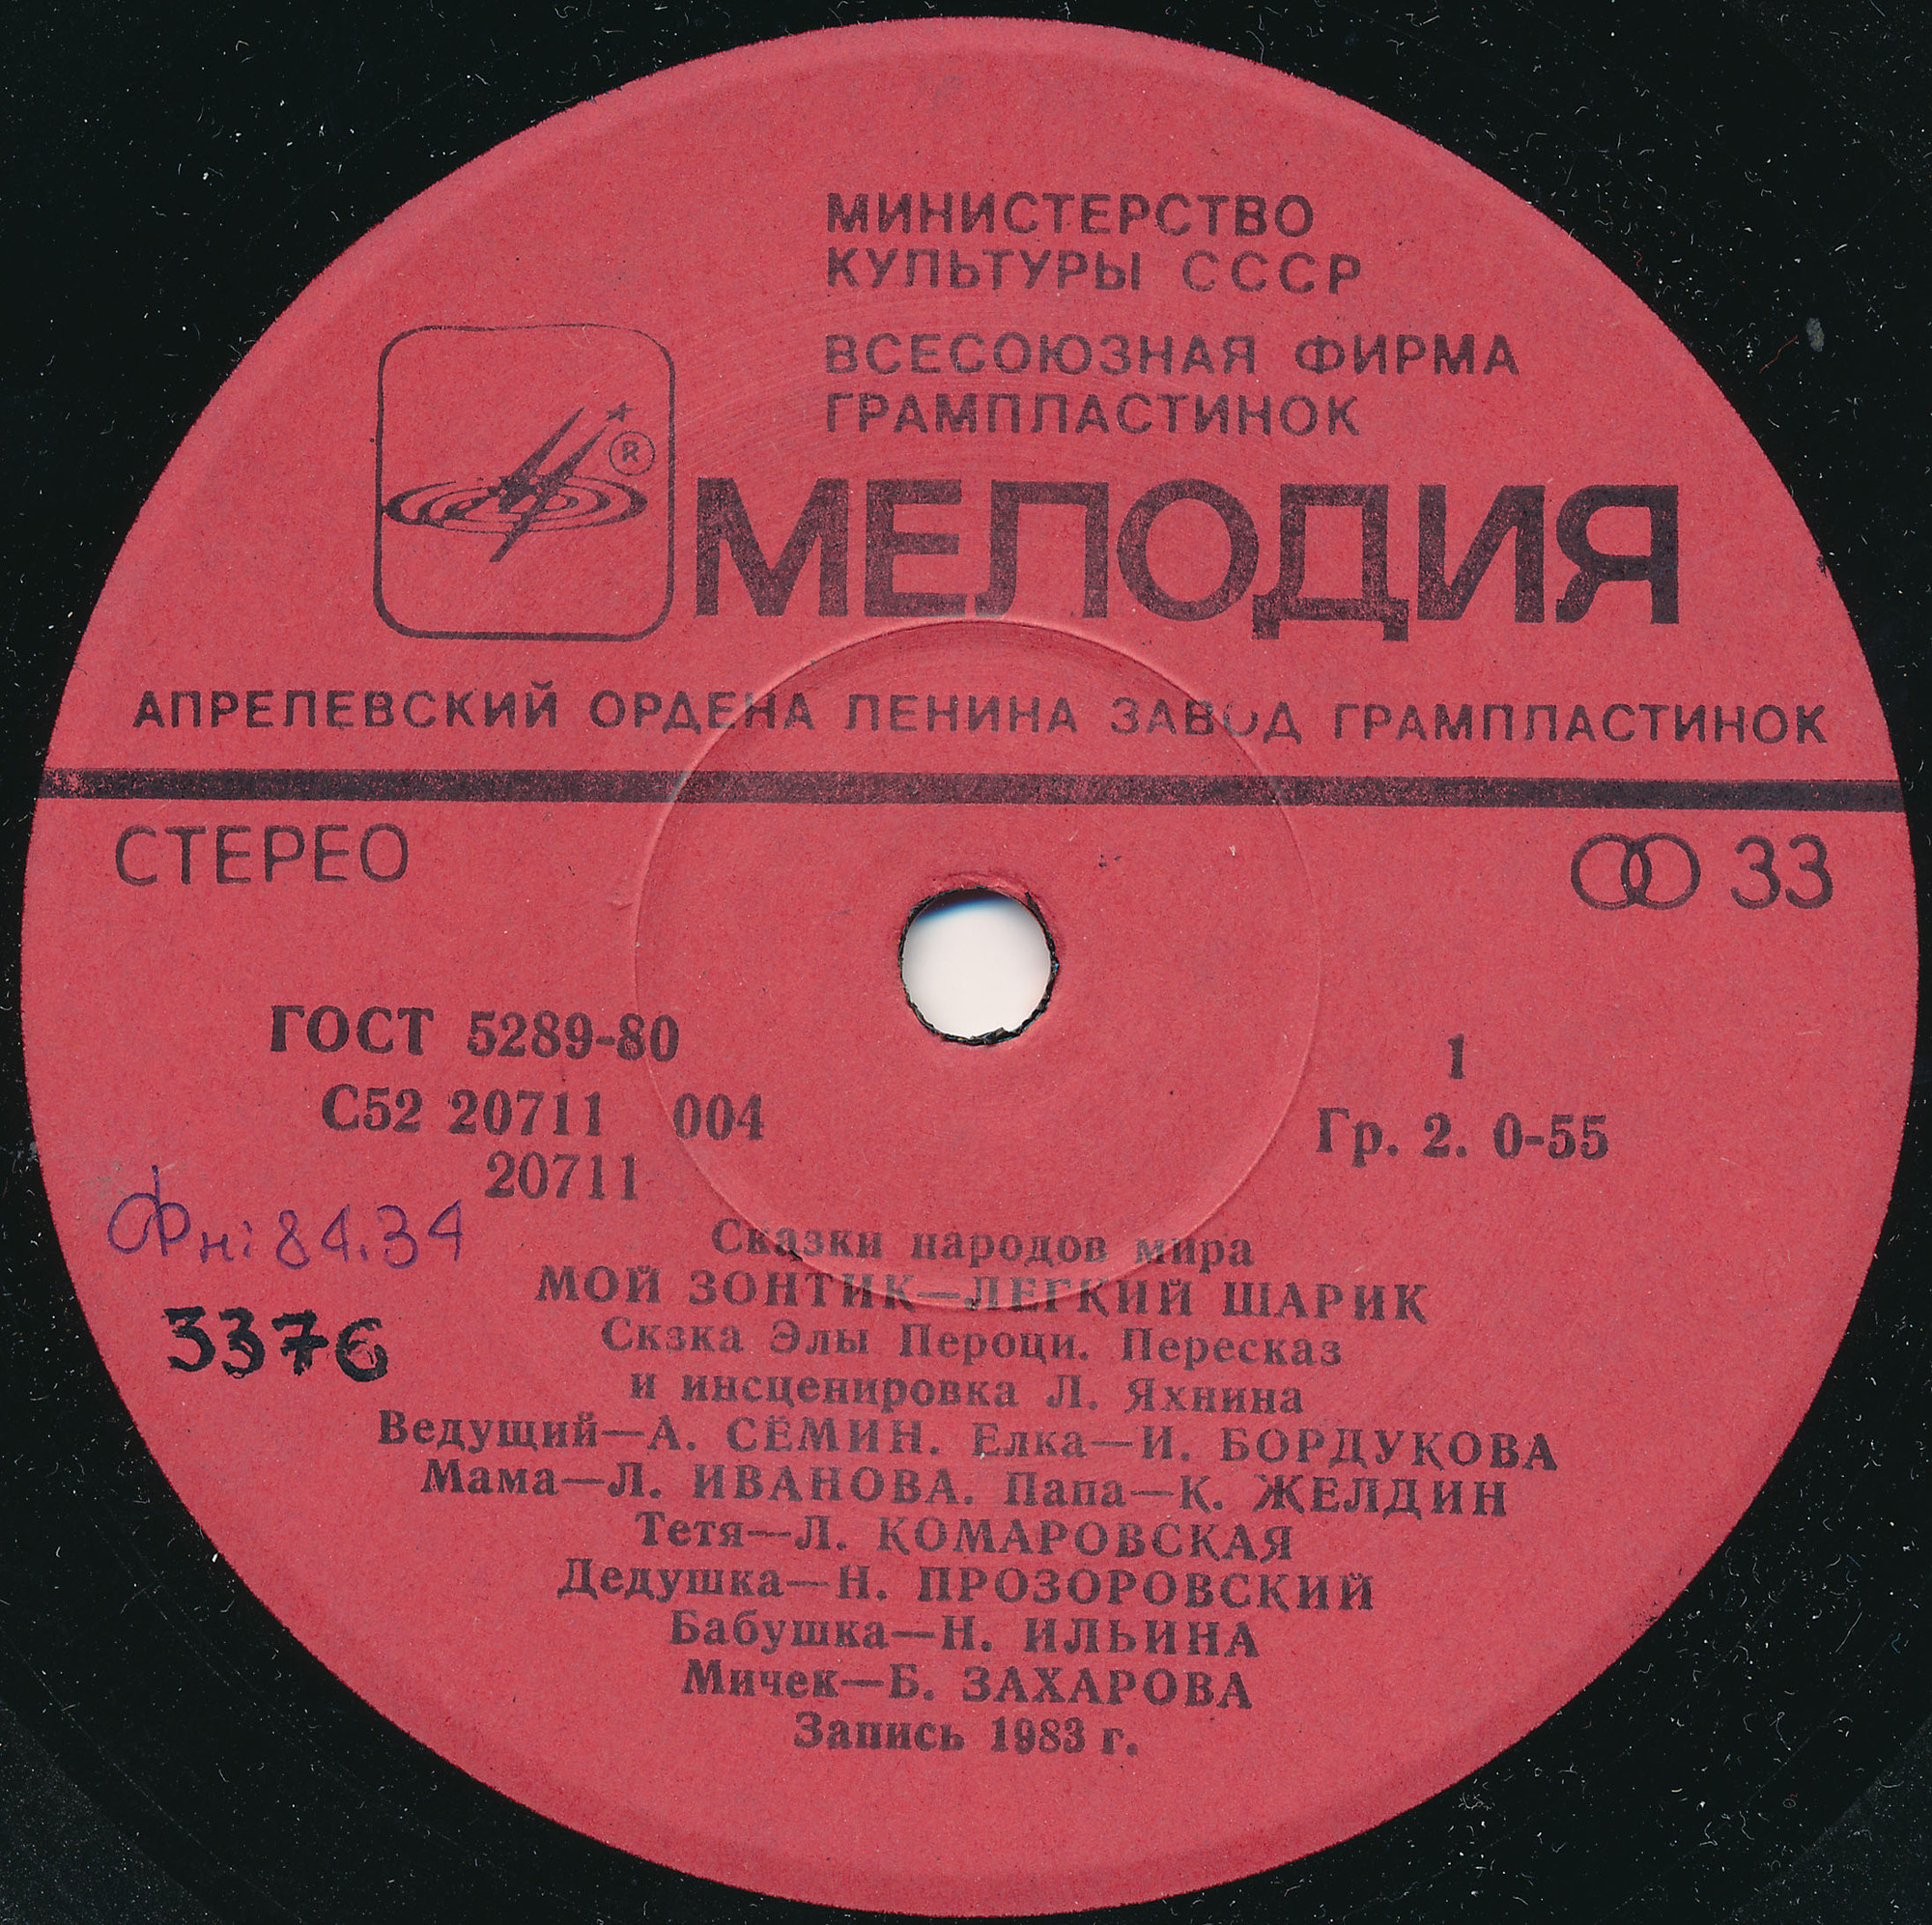 МИНИСТЕРСТВО
КУЛЬТУРЫ СССР
ВСЕСОЮЗНАЯ ФИРМА
ГРАМПЛАСТИНОК
®
МЕЛОДИЯ
АПРЕЛЕВСКИЙ ОРДЕНА ЛЕНИНА ЗАВОД ГРАМПЛАСТИНОК
СТЕРЕО
33
ГОСТ 5289-80
1
С52 20711 004
Гр. 2. 0-55
20711
Фн: 84.34
3376
Сказки народов мира
МОЙ ЗОНТИК—ЛЕГКИЙ ШАРИК
Скзка Элы Пероци. Пересказ
и инсценировка Л. Яхнина
Ведущий—А. СЁМИН. Елка—И. БОРДУКОВА
Мама—Л. ИВАНОВА. Папа—К. ЖЕЛДИН
Тетя—Л. КОМАРОВСКАЯ
Дедушка—Н. ПРОЗОРОВСКИЙ
Бабушка—Н. ИЛЬИНА
Мичек—Б. ЗАХАРОВА
Запись 1983 г.